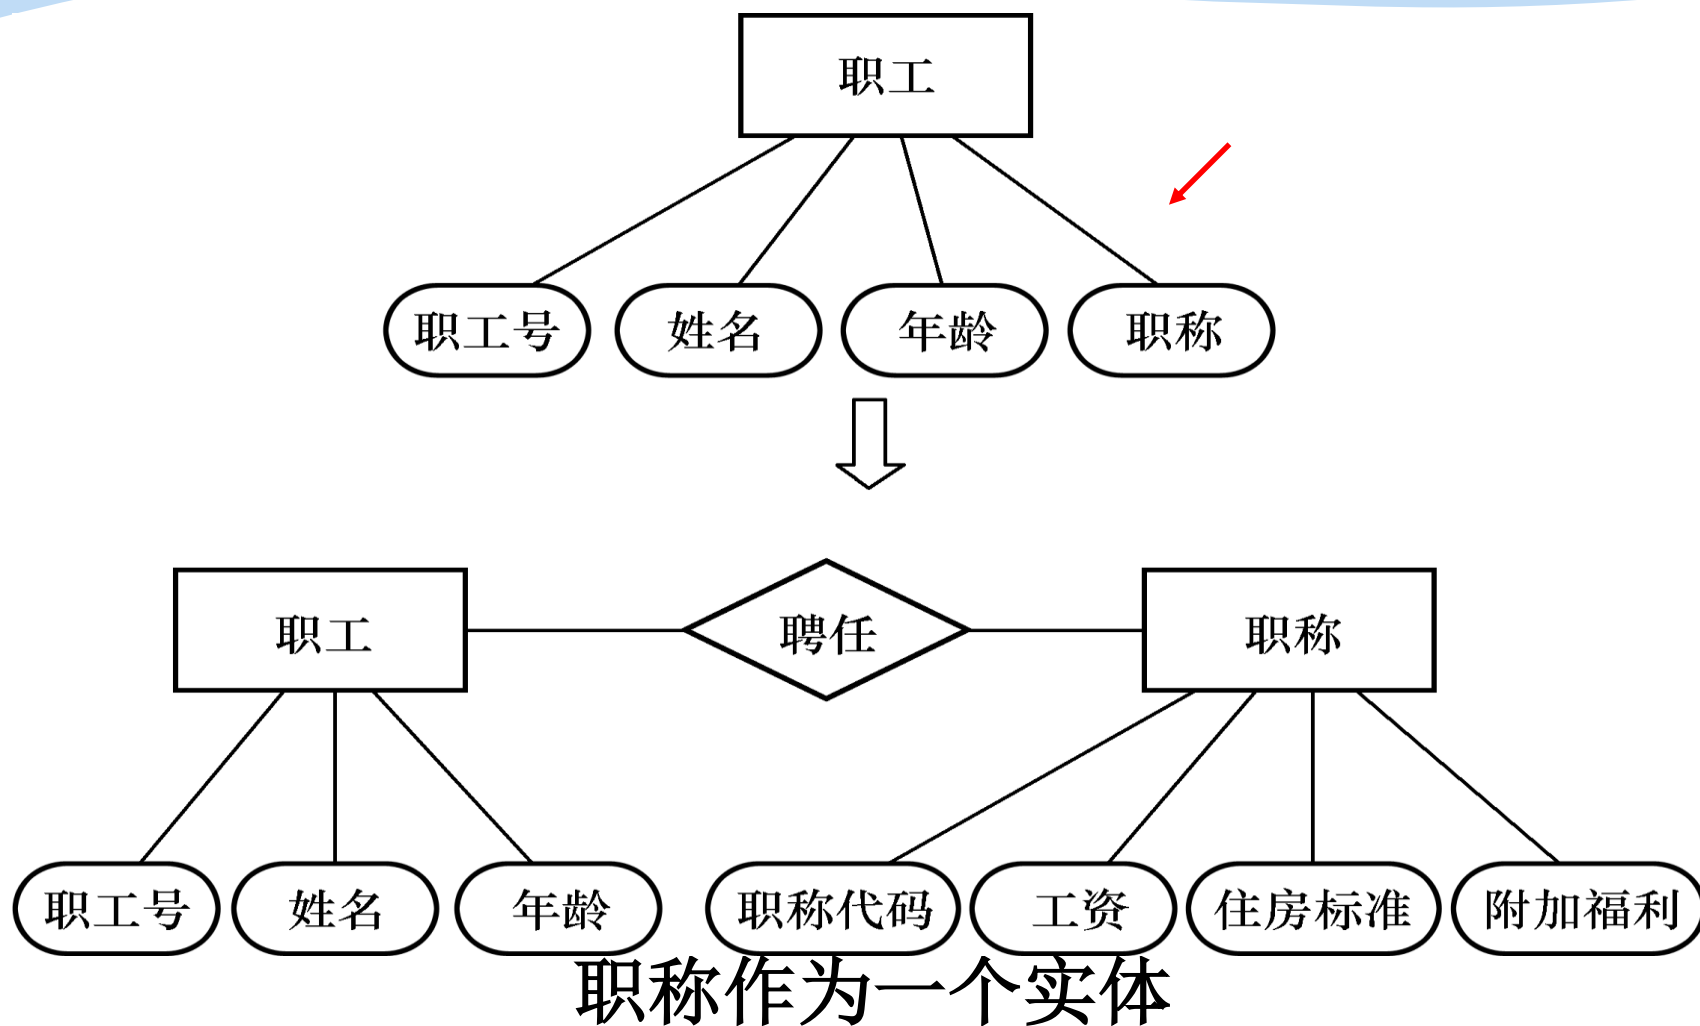 职工
职工号 姓名 年龄 职称
职工 聘任 职称
职工号 姓名 年龄 职称代码 工资 住房标准 附加福利
职称作为一个实体